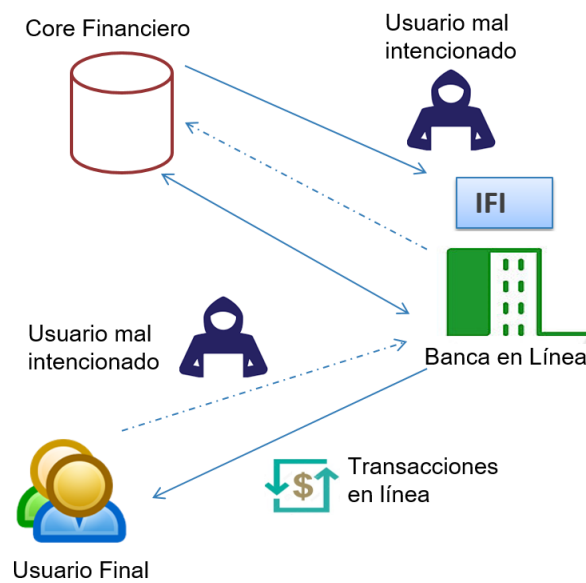 Core Financiero
Usuario mal
intencionado
IFI
Usuario mal
intencionado
Banca en Línea
$
Transacciones
en línea
Usuario Final